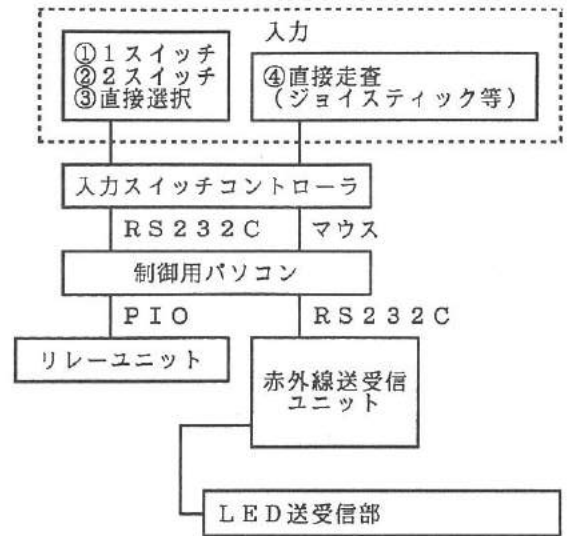 入力
①1スイッチ
②2スイッチ
③直接選択
④直接走査
(ジョイスティック等)
入力スイッチコントローラ
RS232C
マウス
制御用パソコン
PIO
RS232C
リレーユニット
赤外線送受信
ユニット
LED送受信部